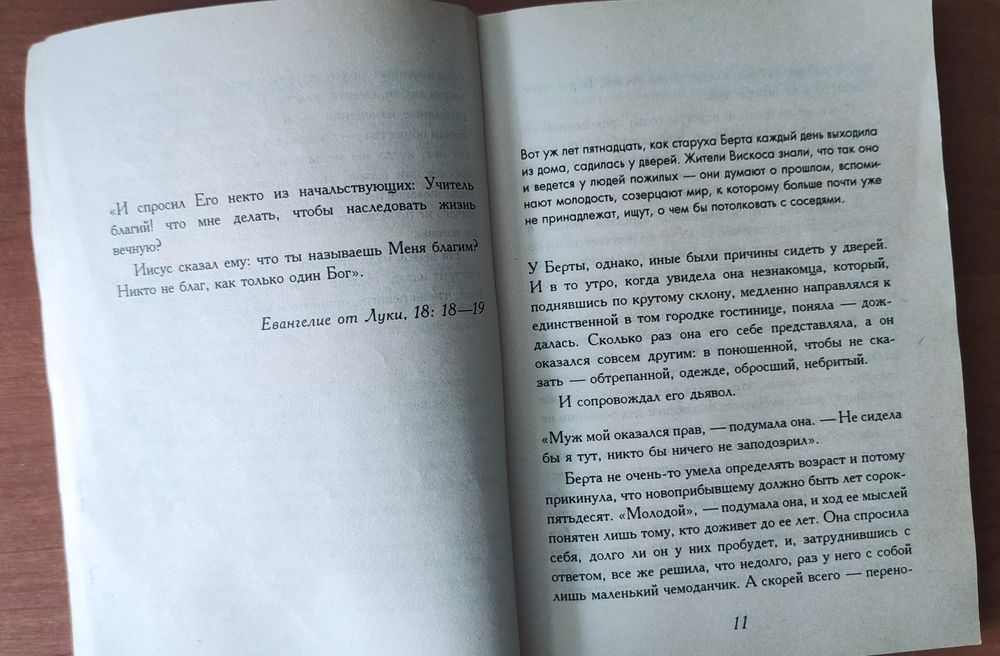 «И спросил Его некто из начальствующих: Учитель
благий! что мне делать, чтобы наследовать жизнь
вечную?
Иисус сказал ему: что ты называешь Меня благим?
Никто не благ, как только один Бог».
Евангелие от Луки, 18: 18—19
Вот уж лет пятнадцать, как старуха Берта каждый день выходила
из дома, садилась у дверей. Жители Вискоса знали, что так оно
и ведется у людей пожилых — они думают о прошлом, вспоми-
нают молодость, созерцают мир, к которому больше почти уже
не принадлежат, ищут, о чем бы потолковать с соседями.
У Берты, однако, иные были причины сидеть у дверей.
И в то утро, когда увидела она незнакомца, который,
поднявшись по крутому склону, медленно направлялся к
единственной в том городке гостинице, поняла — дож-
далась. Сколько раз она его себе представляла, а он
оказался совсем другим: в поношенной, чтобы не ска-
зать — обтрепанной, одежде, обросший, небритый.
И сопровождал его дьявол.
«Муж мой оказался прав, — подумала она. — Не сидела
бы я тут, никто бы ничего не заподозрил».
Берта не очень-то умела определять возраст и потому
прикинула, что новоприбывшему должно быть лет сорок-
пятьдесят. «Молодой», — подумала она, и ход ее мыслей
понятен лишь тому, кто доживет до ее лет. Она спросила
себя, долго ли он у них пробудет, и, затруднившись с
ответом, все же решила, что недолго, раз у него с собой
лишь маленький чемоданчик. А скорей всего — перено-
11